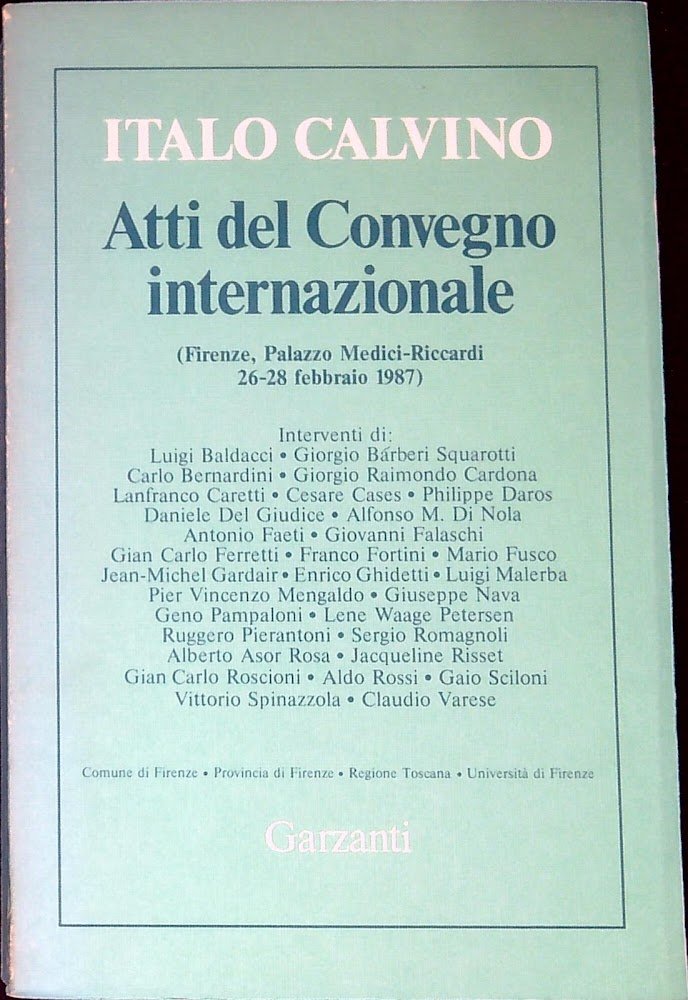 ITALO CALVINO
Atti del Convegno
internazionale
(Firenze, Palazzo Medici-Riccardi
26-28 febbraio 1987)
Interventi di:
Luigi Baldacci • Giorgio Bárberi Squarotti
Carlo Bernardini • Giorgio Raimondo Cardona
Lanfranco Caretti • Cesare Cases • Philippe Daros
Daniele Del Giudice • Alfonso M. Di Nola
Antonio Faeti • Giovanni Falaschi
Gian Carlo Ferretti • Franco Fortini • Mario Fusco
Jean-Michel Gardair • Enrico Ghidetti • Luigi Malerba
Pier Vincenzo Mengaldo • Giuseppe Nava
Geno Pampaloni • Lene Waage Petersen
Ruggero Pierantoni • Sergio Romagnoli
Alberto Asor Rosa • Jacqueline Risset
Gian Carlo Roscioni • Aldo Rossi • Gaio Sciloni
Vittorio Spinazzola • Claudio Varese
Comune di Firenze • Provincia di Firenze • Regione Toscana • Università di Firenze
Garzanti